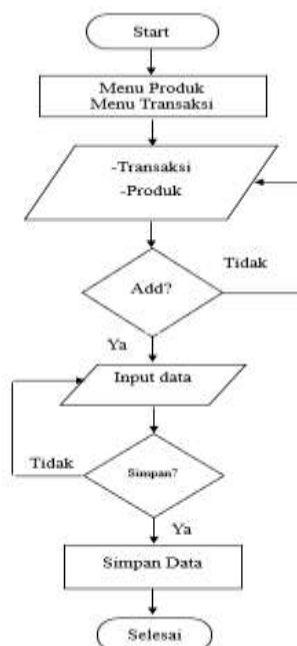 Start
Menu Produk
Menu Transaksi
-Transaksi
-Produk
Add?
Tidak
Ya
Input data
Simpan?
Tidak
Ya
Simpan Data
Selesai